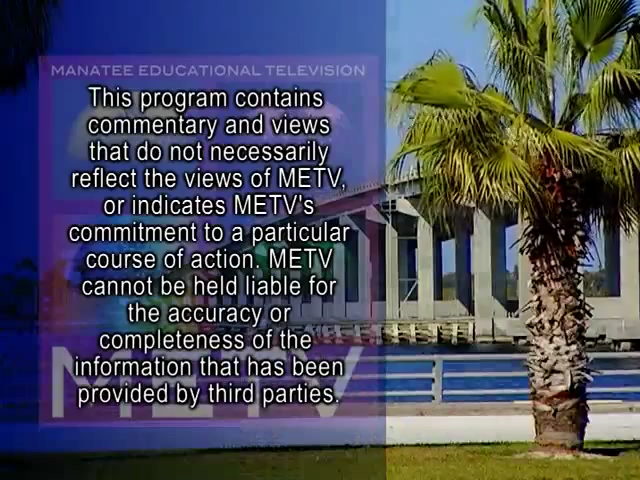 MANATEE EDUCATIONAL TELEVISION
This program contains
commentary and views
that do not necessarily
reflect the views of METV,
or indicates METV's
commitment to a particular
course of action. METV
cannot be held liable for
the accuracy or
completeness of the
information that has been
provided by third parties.
METV